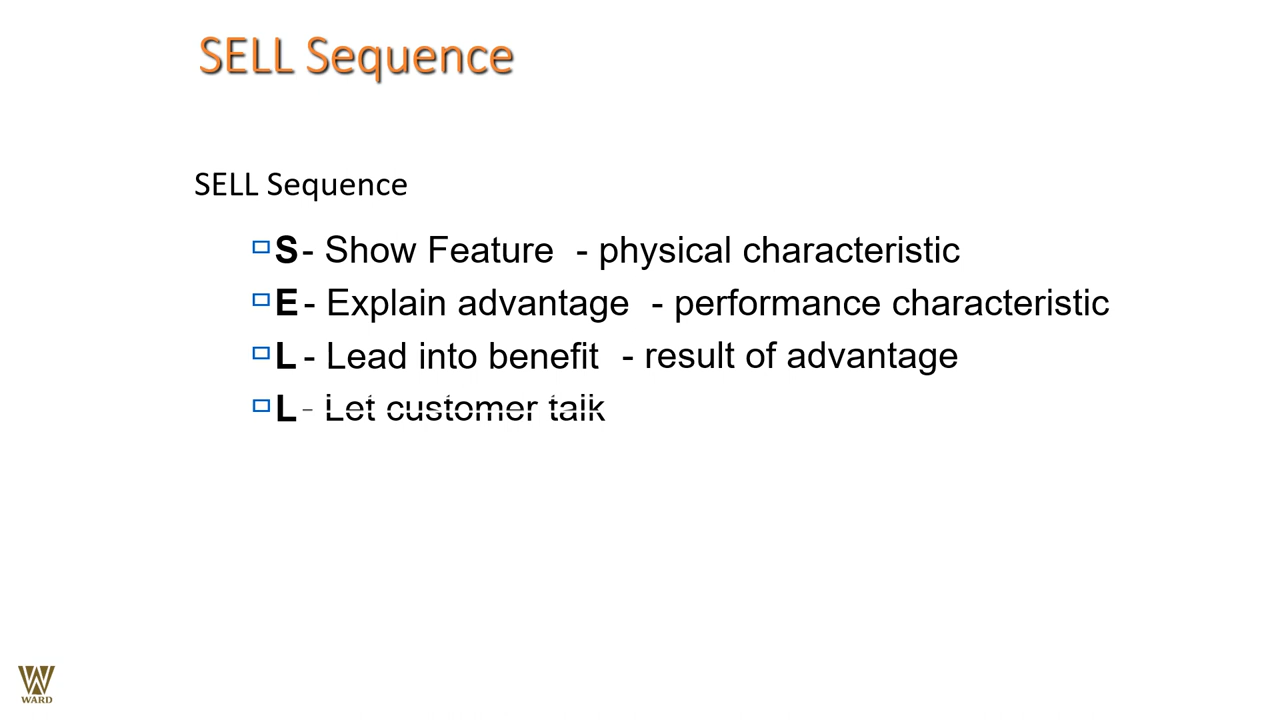 SELL Sequence
SELL Sequence
S - Show Feature - physical characteristic
E - Explain advantage - performance characteristic
L - Lead into benefit - result of advantage
L - Let customer talk
WARD